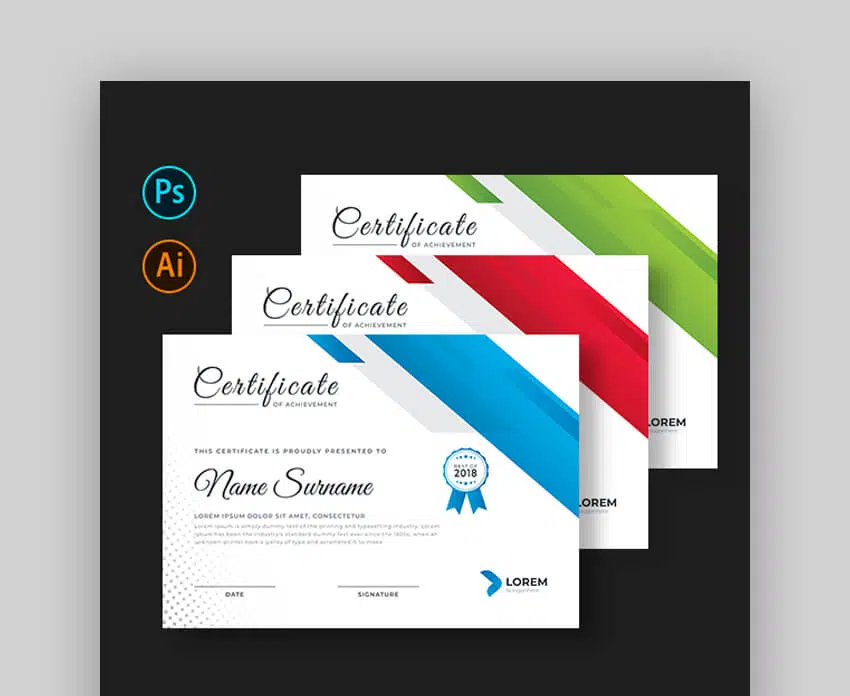 Ps
Ai
Certificate
OF ACHIEVEMENT
LOREM
Certificate
OF ACHIEVEMENT
LOREM
Certificate
OF ACHIEVEMENT
THIS CERTIFICATE IS PROUDLY PRESENTED TO
Name Surname
BEST OF
2018
LOREM IPSUM DOLOR SIT AMET, CONSECTETUR
Lorem ipsum is simply dummy text of the printing and typesetting industry. Lorem
ipsum has been the industry's standard dummy text ever since the 1500s, when an
unknown printer took a galley of type and scrambled it to make
DATE
SIGNATURE
LOREM